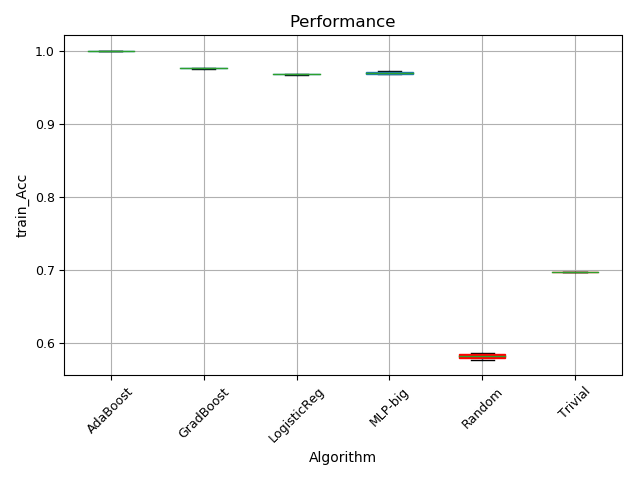 Performance
1.0
0.9
0.8
0.7
0.6
train_Acc
AdaBoost
GradBoost
LogisticReg
MLP-big
Random
Trivial
Algorithm